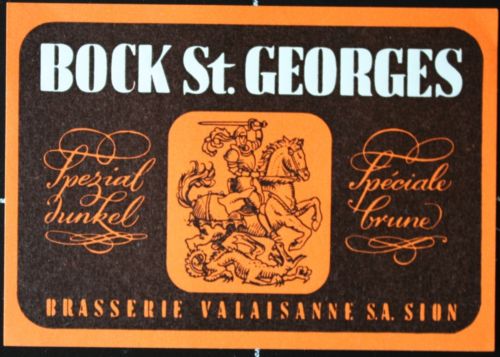 BOCK St. GEORGES
Spezial
dunkel
Spéciale
brune
BRASSERIE VALAISANNE S.A. SION